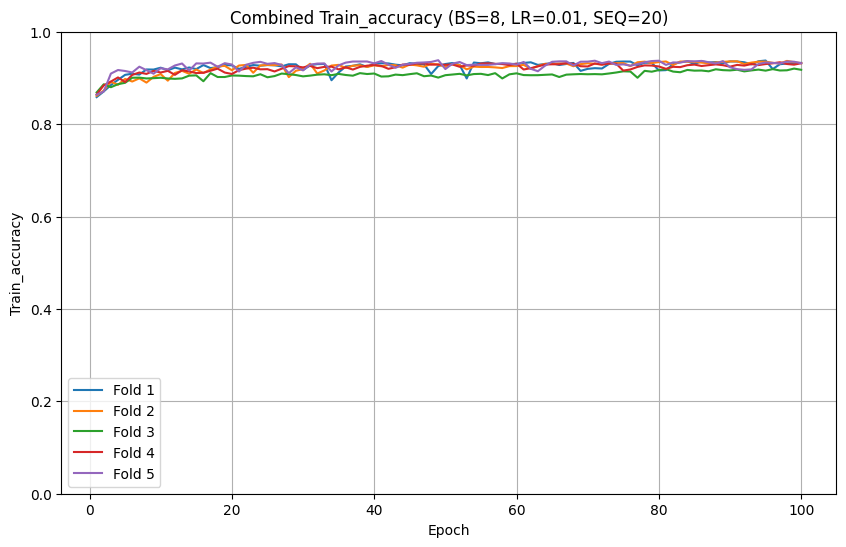 Combined Train_accuracy (BS=8, LR=0.01, SEQ=20)
1.0
0.8
0.6
0.4
0.2
0.0
Train_accuracy
Fold 1
Fold 2
Fold 3
Fold 4
Fold 5
0 20 40 60 80 100
Epoch